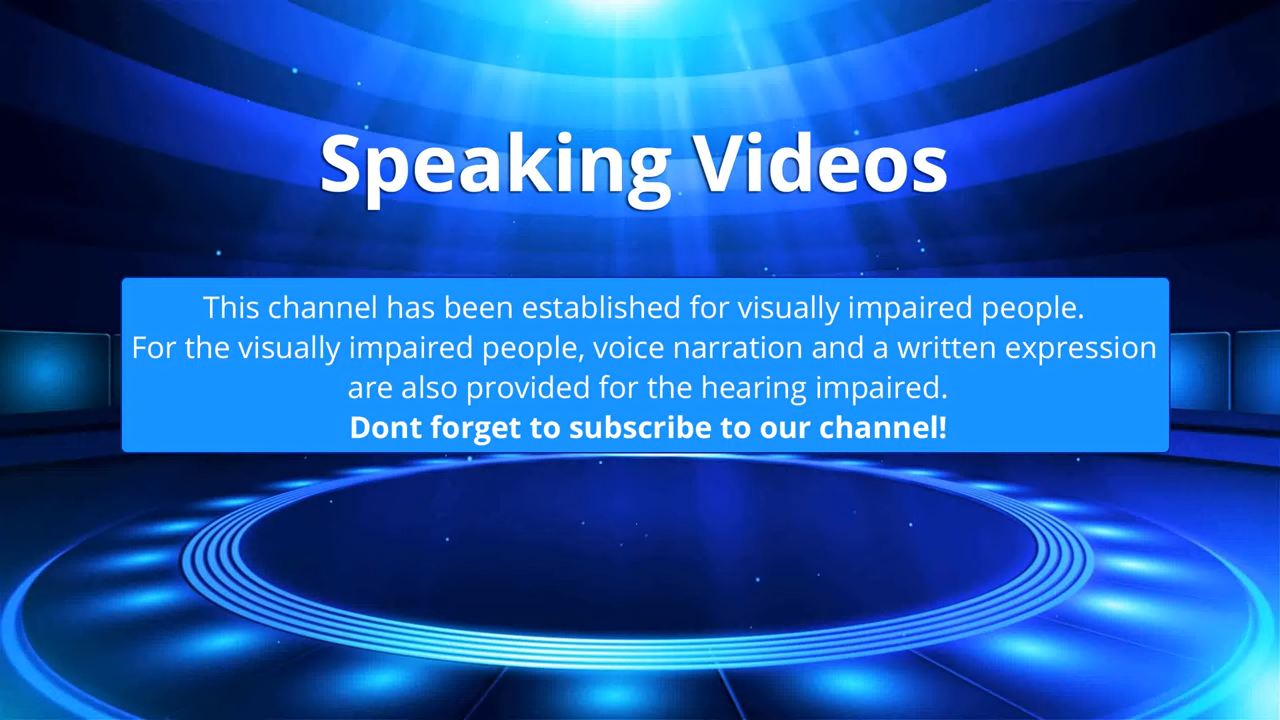 Speaking Videos
This channel has been established for visually impaired people.
For the visually impaired people, voice narration and a written expression
are also provided for the hearing impaired.
Dont forget to subscribe to our channel!